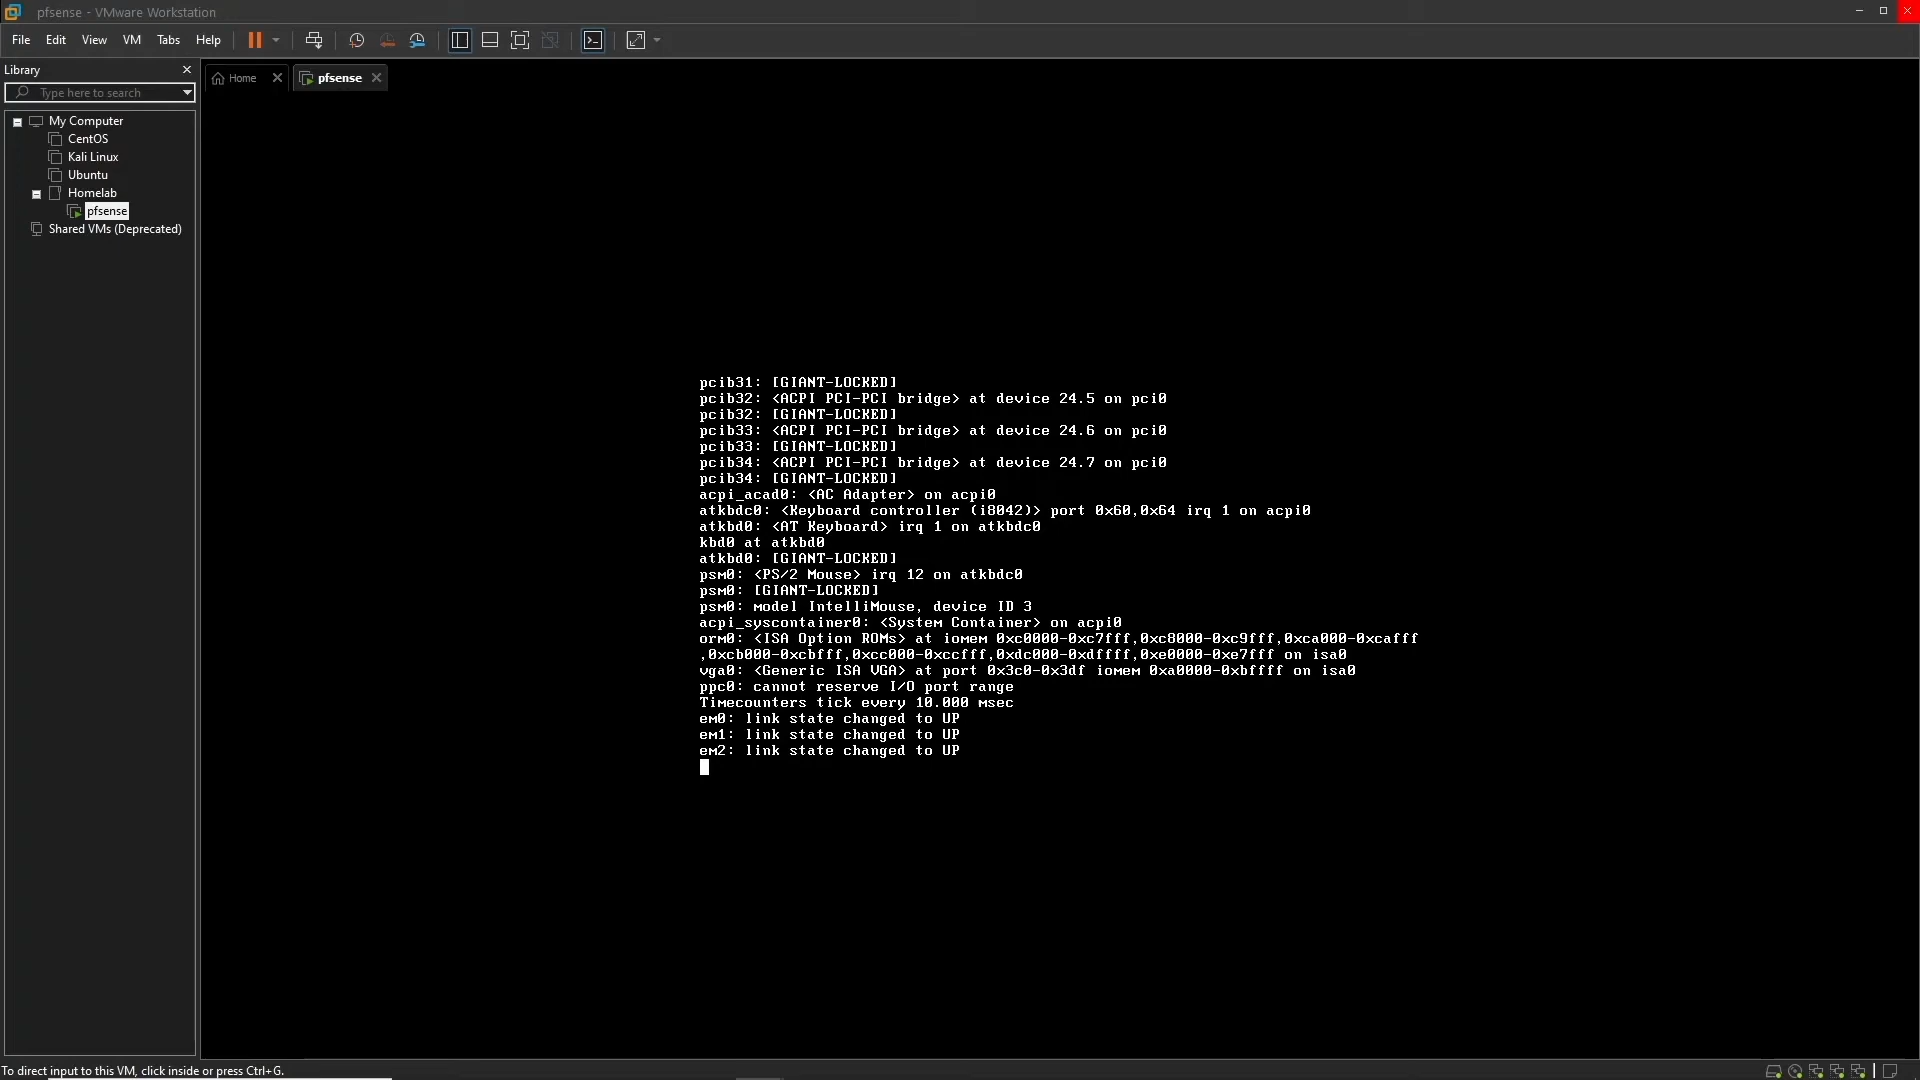 pfsense - VMware Workstation
File Edit View VM Tabs Help
Library
Type here to search
My Computer
CentOS
Kali Linux
Ubuntu
Homelab
pfsense
Shared VMs (Deprecated)
Home
pfsense
pcib31: [GIANT-LOCKED]
pcib32: <ACPI PCI-PCI bridge> at device 24.5 on pci0
pcib32: [GIANT-LOCKED]
pcib33: <ACPI PCI-PCI bridge> at device 24.6 on pci0
pcib33: [GIANT-LOCKED]
pcib34: <ACPI PCI-PCI bridge> at device 24.7 on pci0
pcib34: [GIANT-LOCKED]
acpi_acad0: <AC Adapter> on acpi0
atkbdc0: <Keyboard controller (i8042)> port 0x60,0x64 irq 1 on acpi0
atkbd0: <AT Keyboard> irq 1 on atkbdc0
kbd0 at atkbd0
atkbd0: [GIANT-LOCKED]
psm0: <PS/2 Mouse> irq 12 on atkbdc0
psm0: [GIANT-LOCKED]
psm0: model IntelliMouse, device ID 3
acpi_syscontainer0: <System Container> on acpi0
orm0: <ISA Option ROMs> at iomem 0xc0000-0xc7fff,0xc8000-0xc9fff,0xca000-0xcafff
,0xcb000-0xcbfff,0xcc000-0xccfff,0xdc000-0xdffff,0xe0000-0xe7fff on isa0
vga0: <Generic ISA VGA> at port 0x3c0-0x3df iomem 0xa0000-0xbffff on isa0
ppc0: cannot reserve I/O port range
Timecounters tick every 10.000 msec
em0: link state changed to UP
em1: link state changed to UP
em2: link state changed to UP
To direct input to this VM, click inside or press Ctrl+G.